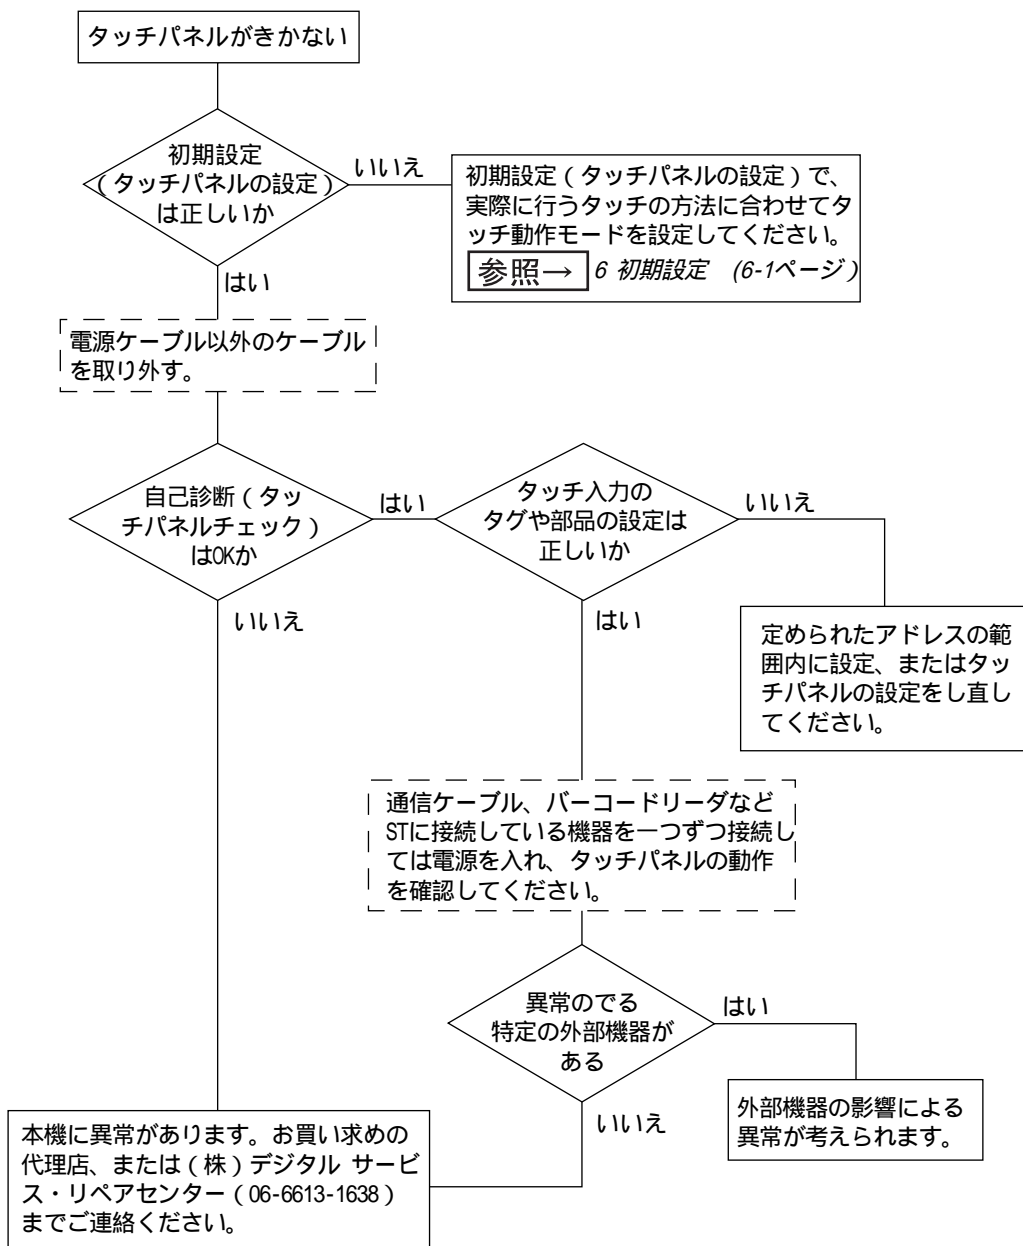 タッチパネルがきかない
初期設定
(タッチパネルの設定)
は正しいか
いいえ
初期設定(タッチパネルの設定)で、
実際に行うタッチの方法に合わせてタ
ッチ動作モードを設定してください。
参照→ 6 初期設定 (6-1ページ)
はい
電源ケーブル以外のケーブル
を取り外す。
自己診断(タッ
チパネルチェック)
はOKか
はい
タッチ入力の
タグや部品の設定は
正しいか
いいえ
いいえ
はい
定められたアドレスの範
囲内に設定、またはタッ
チパネルの設定をし直し
てください。
通信ケーブル、バーコードリーダなど
STに接続している機器を一つずつ接続し
ては電源を入れ、タッチパネルの動作
を確認してください。
異常のでる
特定の外部機器が
ある
はい
いいえ
外部機器の影響による
異常が考えられます。
本機に異常があります。お買い求めの
代理店、または(株)デジタル サービ
ス・リペアセンター(06-6613-1638)
までご連絡ください。